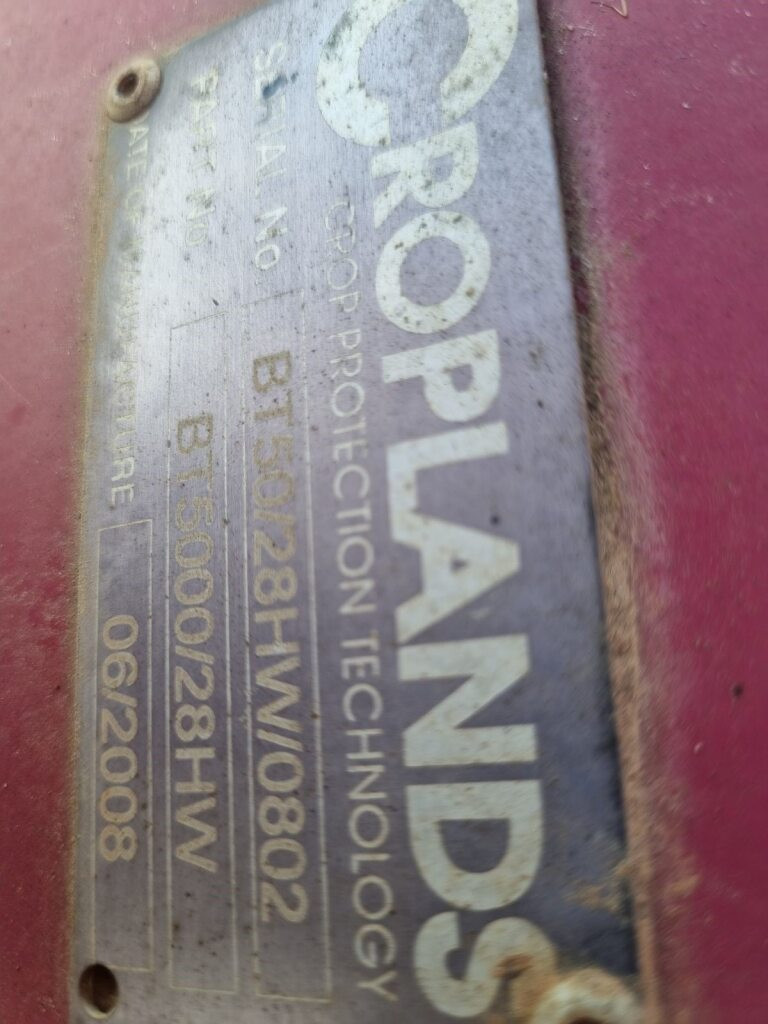 CROPLANDS
CROP PROTECTION TECHNOLOGY
SERIAL No BT50/28HW/0802
PART No BT5000/28HW
DATE OF MANUFACTURE 06/2008